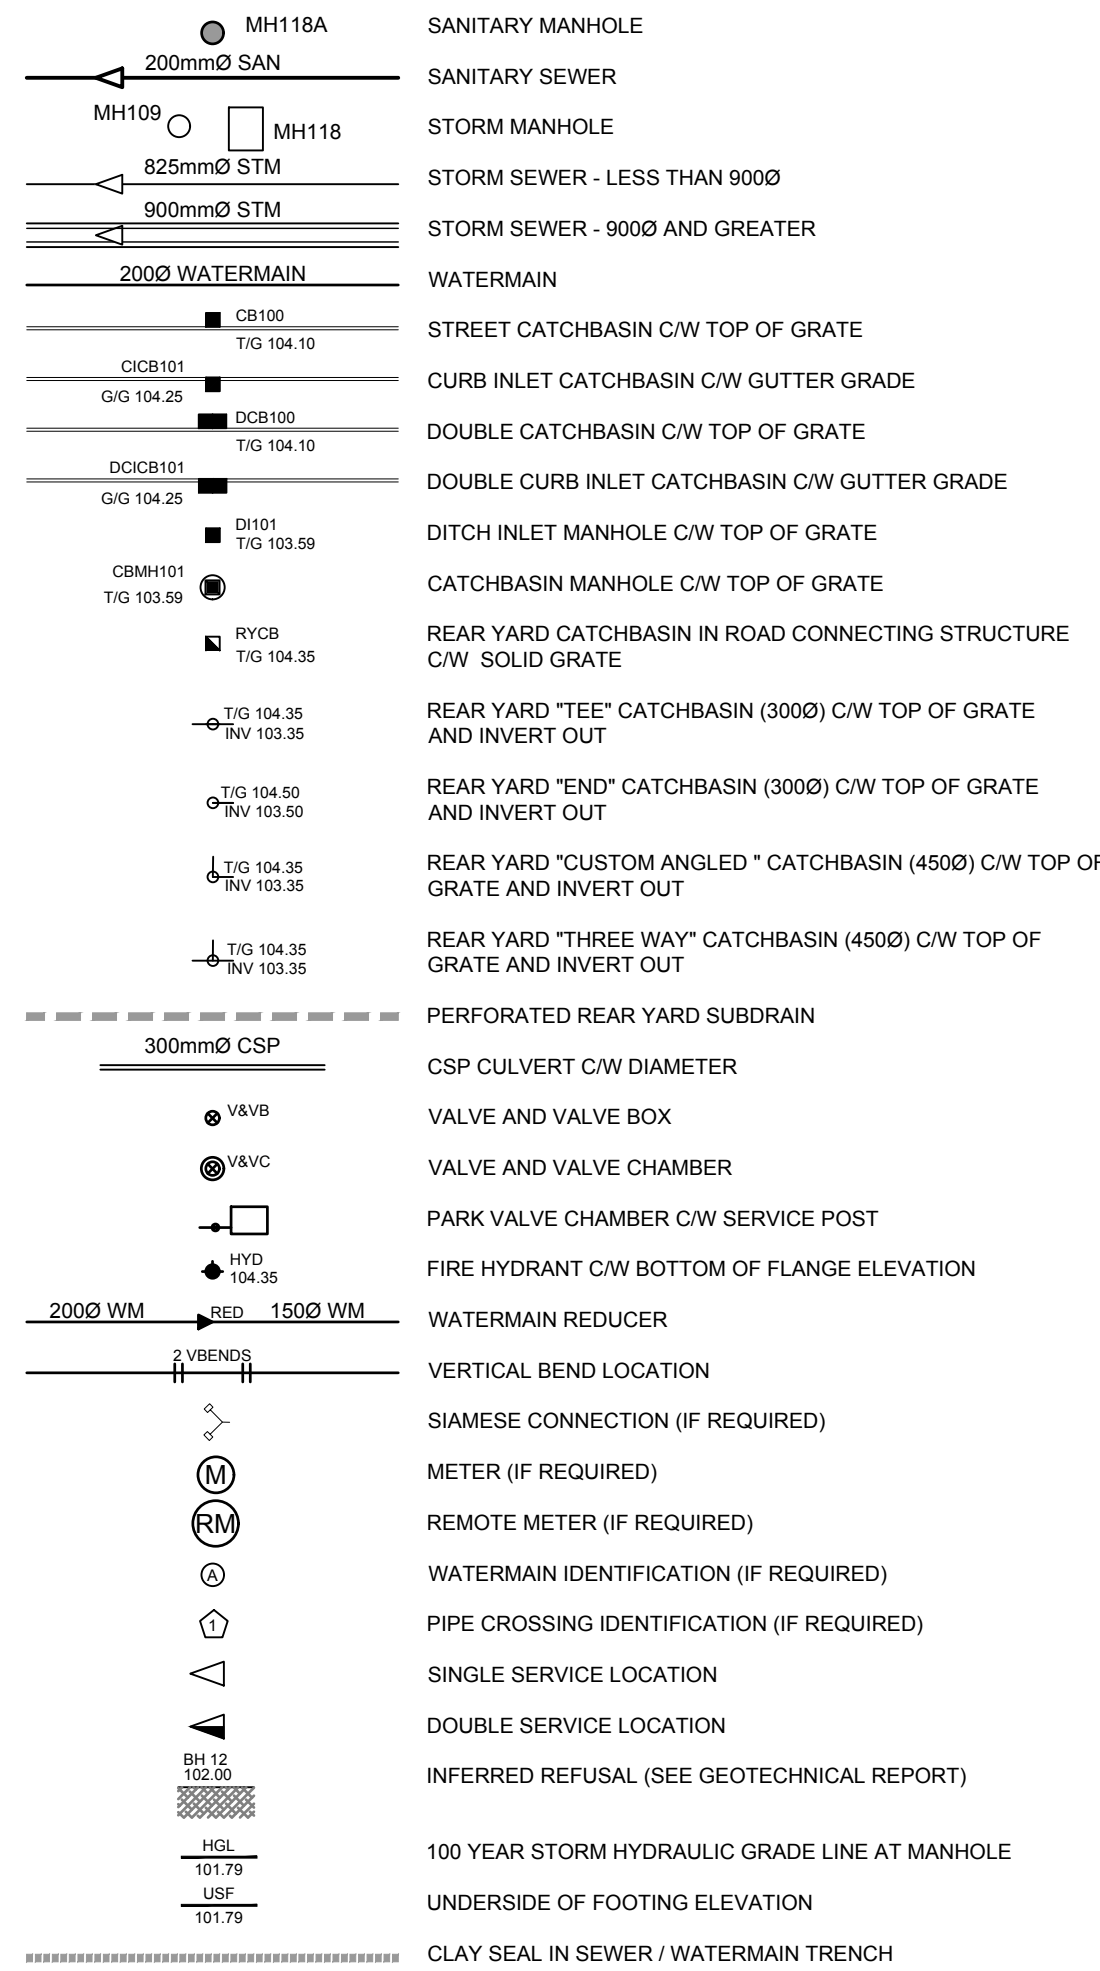 MH118A SANITARY MANHOLE
200mmØ SAN
SANITARY SEWER
MH109 MH118 STORM MANHOLE
825mmØ STM
STORM SEWER - LESS THAN 900Ø
900mmØ STM
STORM SEWER - 900Ø AND GREATER
200Ø WATERMAIN WATERMAIN
CB100
STREET CATCHBASIN C/W TOP OF GRATE
T/G 104.10
CICB101
CURB INLET CATCHBASIN C/W GUTTER GRADE
G/G 104.25
DCB100
DOUBLE CATCHBASIN C/W TOP OF GRATE
T/G 104.10
DCICB101
DOUBLE CURB INLET CATCHBASIN C/W GUTTER GRADE
G/G 104.25
DI101
DITCH INLET MANHOLE C/W TOP OF GRATE
T/G 103.59
CBMH101
CATCHBASIN MANHOLE C/W TOP OF GRATE
T/G 103.59
RYCB REAR YARD CATCHBASIN IN ROAD CONNECTING STRUCTURE
T/G 104.35 C/W SOLID GRATE
T/G 104.35 REAR YARD "TEE" CATCHBASIN (300Ø) C/W TOP OF GRATE
INV 103.35 AND INVERT OUT
T/G 104.50 REAR YARD "END" CATCHBASIN (300Ø) C/W TOP OF GRATE
INV 103.50 AND INVERT OUT
T/G 104.35 REAR YARD "CUSTOM ANGLED " CATCHBASIN (450Ø) C/W TOP OF
INV 103.35 GRATE AND INVERT OUT
T/G 104.35 REAR YARD "THREE WAY" CATCHBASIN (450Ø) C/W TOP OF
INV 103.35 GRATE AND INVERT OUT
PERFORATED REAR YARD SUBDRAIN
300mmØ CSP
CSP CULVERT C/W DIAMETER
V&VB VALVE AND VALVE BOX
V&VC VALVE AND VALVE CHAMBER
PARK VALVE CHAMBER C/W SERVICE POST
HYD
104.35 FIRE HYDRANT C/W BOTTOM OF FLANGE ELEVATION
200Ø WM RED 150Ø WM WATERMAIN REDUCER
2 VBENDS
VERTICAL BEND LOCATION
SIAMESE CONNECTION (IF REQUIRED)
M METER (IF REQUIRED)
RM REMOTE METER (IF REQUIRED)
A WATERMAIN IDENTIFICATION (IF REQUIRED)
1 PIPE CROSSING IDENTIFICATION (IF REQUIRED)
SINGLE SERVICE LOCATION
DOUBLE SERVICE LOCATION
BH 12
102.00 INFERRED REFUSAL (SEE GEOTECHNICAL REPORT)
HGL 100 YEAR STORM HYDRAULIC GRADE LINE AT MANHOLE
101.79
USF UNDERSIDE OF FOOTING ELEVATION
101.79
CLAY SEAL IN SEWER / WATERMAIN TRENCH